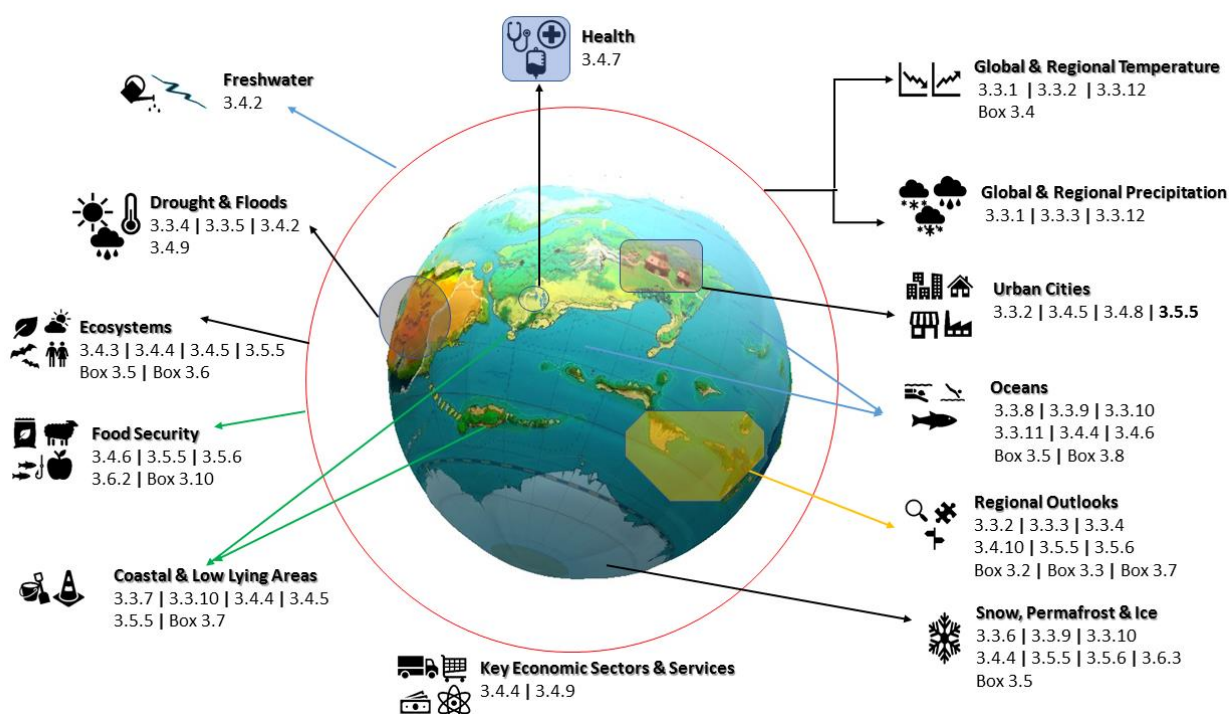 Health
3.4.7
Freshwater
3.4.2
Global & Regional Temperature
3.3.1 | 3.3.2 | 3.3.12
Box 3.4
Drought & Floods
3.3.4 | 3.3.5 | 3.4.2
3.4.9
Global & Regional Precipitation
3.3.1 | 3.3.3 | 3.3.12
Urban Cities
3.3.2 | 3.4.5 | 3.4.8 | 3.5.5
Ecosystems
3.4.3 | 3.4.4 | 3.4.5 | 3.5.5
Box 3.5 | Box 3.6
Oceans
3.3.8 | 3.3.9 | 3.3.10
3.3.11 | 3.4.4 | 3.4.6
Box 3.5 | Box 3.8
Food Security
3.4.6 | 3.5.5 | 3.5.6
3.6.2 | Box 3.10
Regional Outlooks
3.3.2 | 3.3.3 | 3.3.4
3.4.10 | 3.5.5 | 3.5.6
Box 3.2 | Box 3.3 | Box 3.7
Coastal & Low Lying Areas
3.3.7 | 3.3.10 | 3.4.4 | 3.4.5
3.5.5 | Box 3.7
Snow, Permafrost & Ice
3.3.6 | 3.3.9 | 3.3.10
3.4.4 | 3.5.5 | 3.5.6 | 3.6.3
Box 3.5
Key Economic Sectors & Services
3.4.4 | 3.4.9